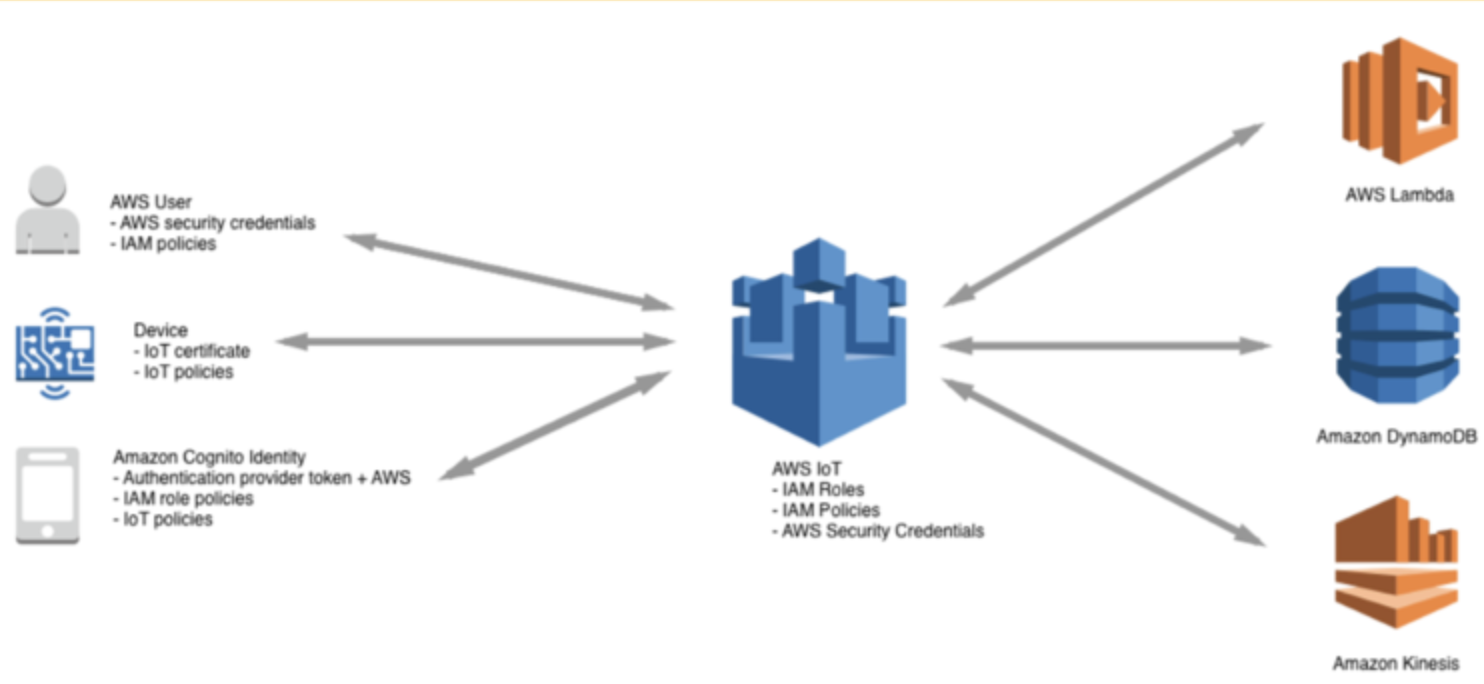 AWS User
- AWS security credentials
- IAM policies
Device
- IoT certificate
- IoT policies
Amazon Cognito Identity
- Authentication provider token + AWS
- IAM role policies
- IoT policies
AWS IoT
- IAM Roles
- IAM Policies
- AWS Security Credentials
AWS Lambda
Amazon DynamoDB
Amazon Kinesis